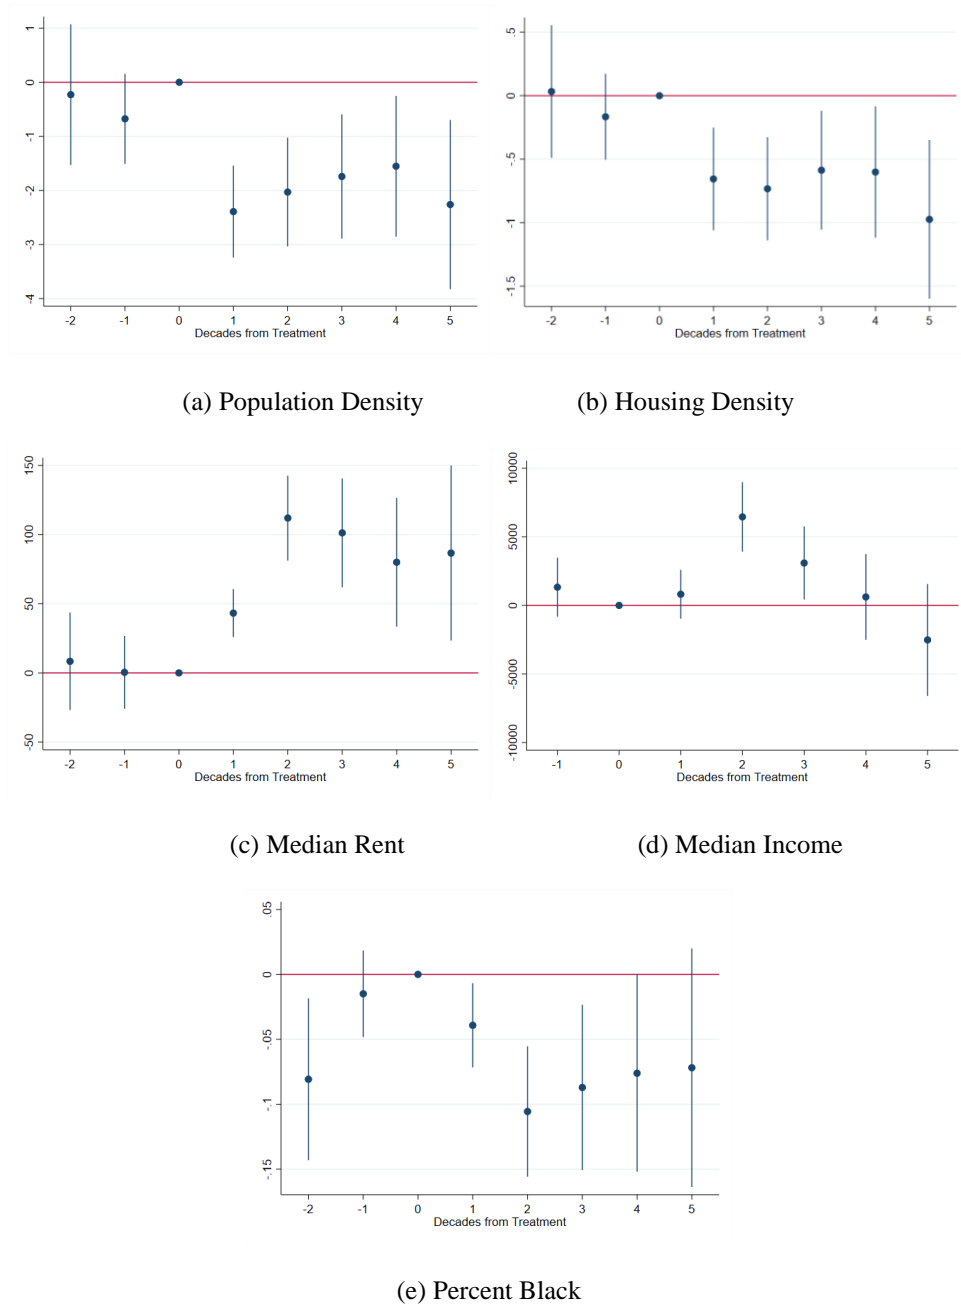 1
0
-1
-2
-3
-4
-2 -1 0 1 2 3 4 5
Decades from Treatment
.5
0
-.5
-1
-1.5
-2 -1 0 1 2 3 4 5
Decades from Treatment
(a) Population Density
(b) Housing Density
150
100
50
0
-50
-2 -1 0 1 2 3 4 5
Decades from Treatment
10000
5000
0
-5000
-10000
-1 0 1 2 3 4 5
Decades from Treatment
(c) Median Rent
(d) Median Income
.05
0
-.05
-.1
-.15
-2 -1 0 1 2 3 4 5
Decades from Treatment
(e) Percent Black